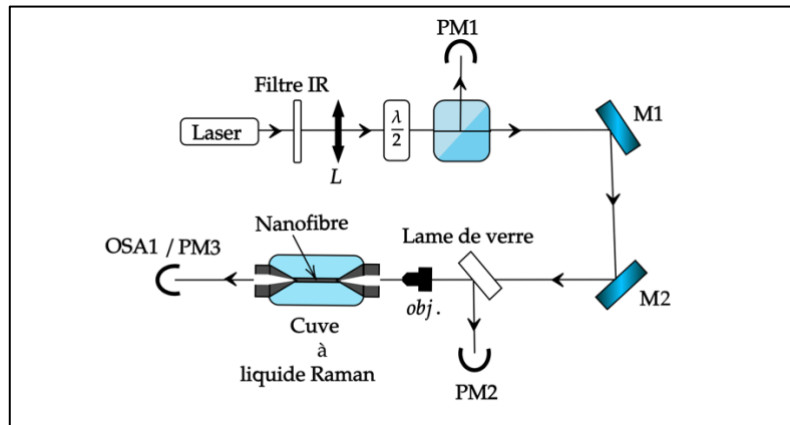 PM1
Filtre IR
M1
Laser
λ/2
L
Nanofibre
Lame de verre
OSA1 / PM3
M2
obj.
Cuve
à
liquide Raman
PM2